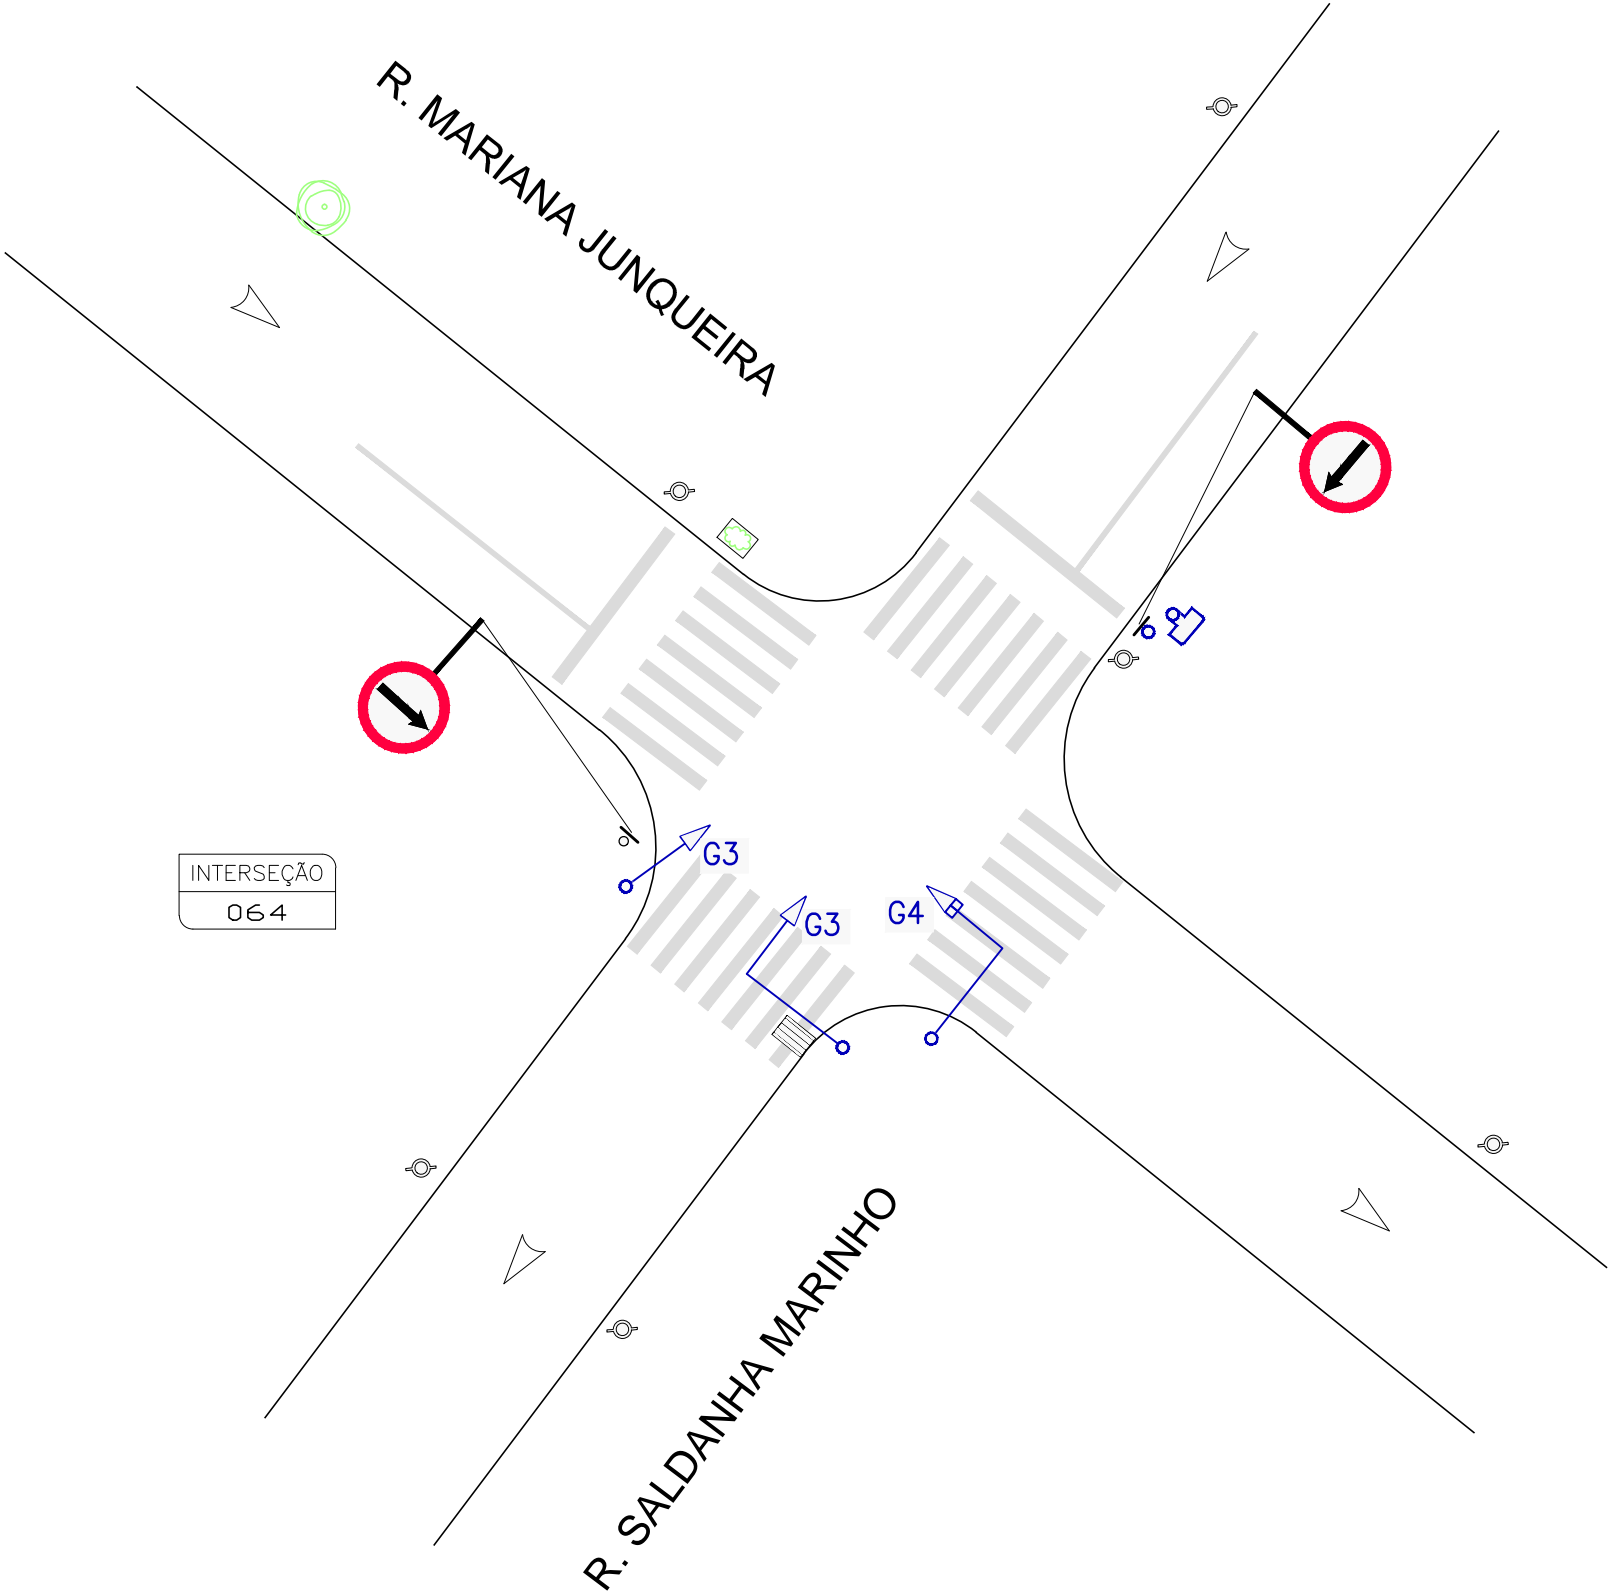 R. MARIANA JUNQUEIRA
G3
INTERSEÇÃO
064
G3
G4
R. SALDANHA MARINHO